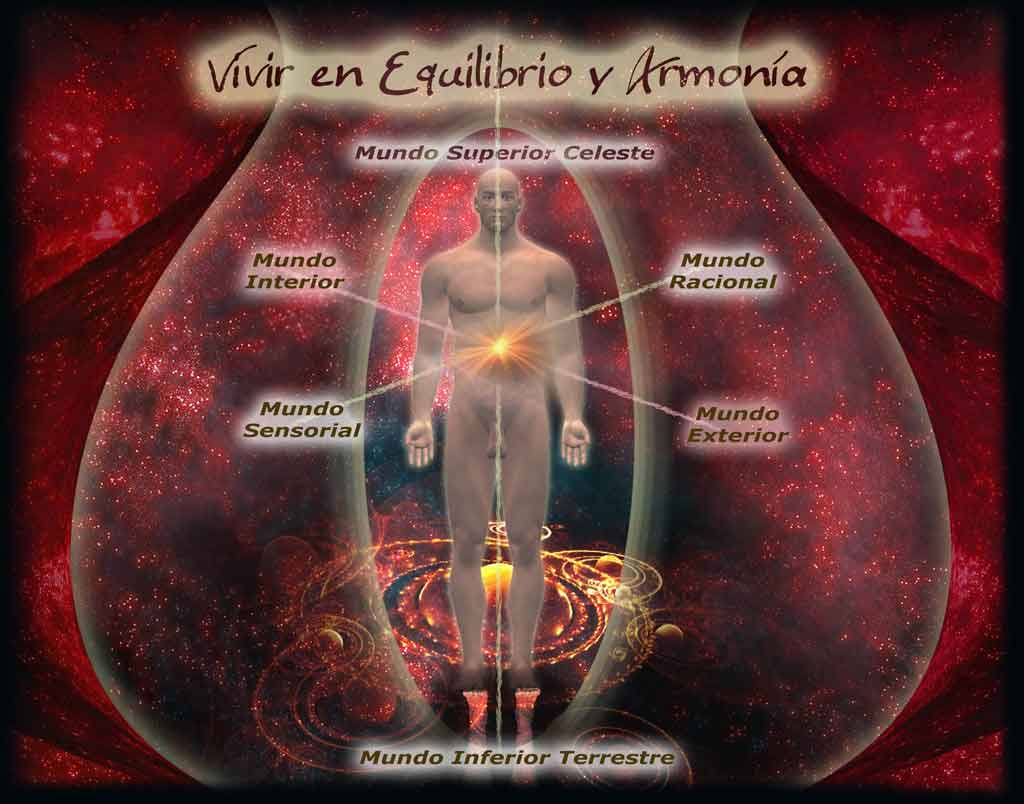 Vivir en Equilibrio y Armonía
Mundo Superior Celeste
Mundo
Interior
Mundo
Racional
Mundo
Sensorial
Mundo
Exterior
Mundo Inferior Terrestre